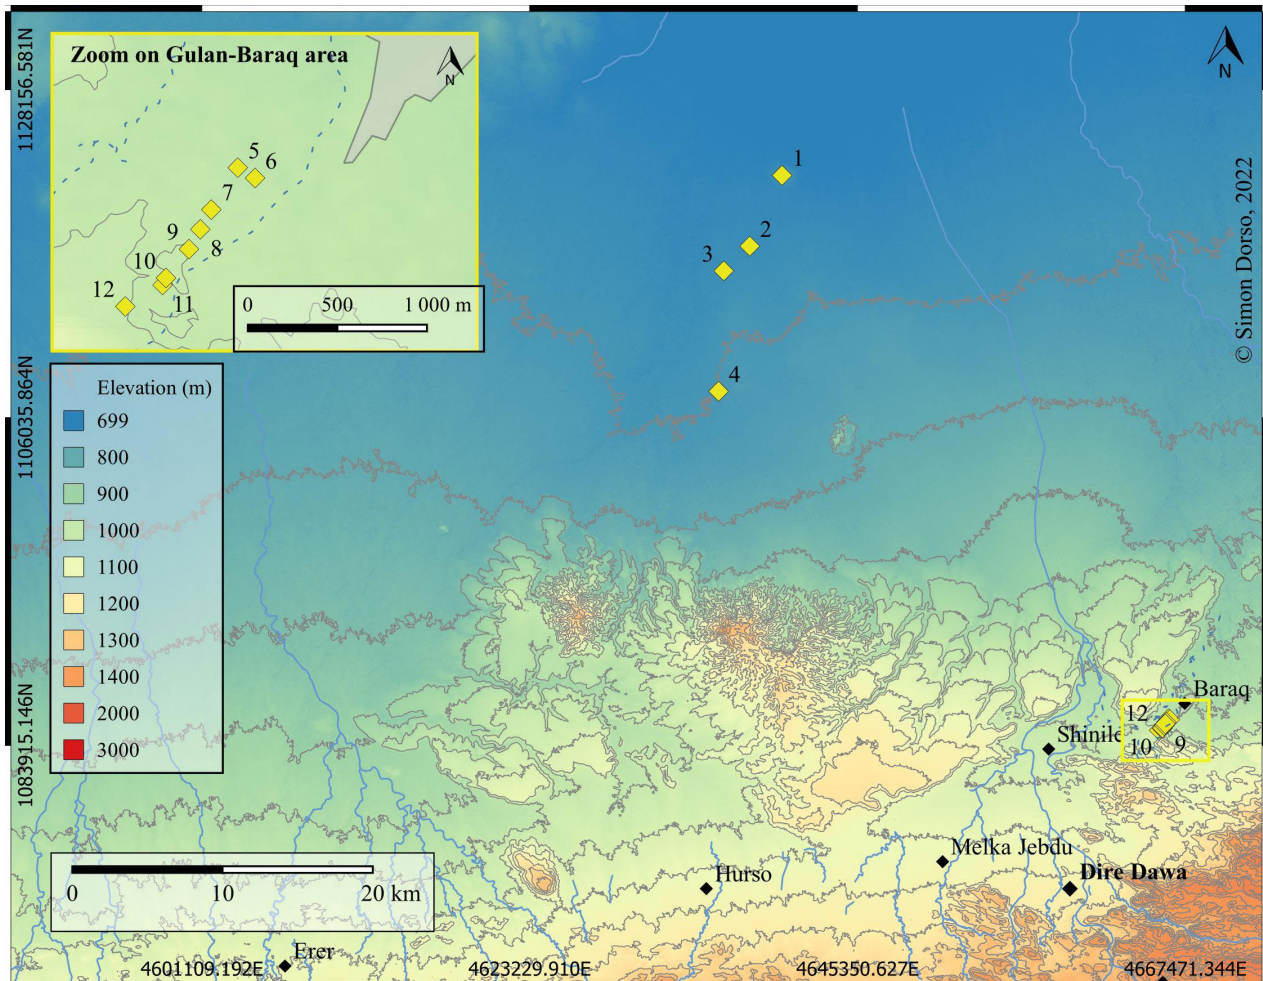 Zoom on Gulan-Baraq area
N
5
6
7
9
8
10
12
11
0 500 1 000 m
N
1
2
3
4
© Simon Dorso, 2022
1128156.581N
1106035.864N
1083915.146N
Elevation (m)
699
800
900
1000
1100
1200
1300
1400
2000
3000
Baraq
12
10
9
Shinile
Melka Jebdu
Dire Dawa
Hurso
Erer
0 10 20 km
4601109.192E 4623229.910E 4645350.627E 4667471.344E